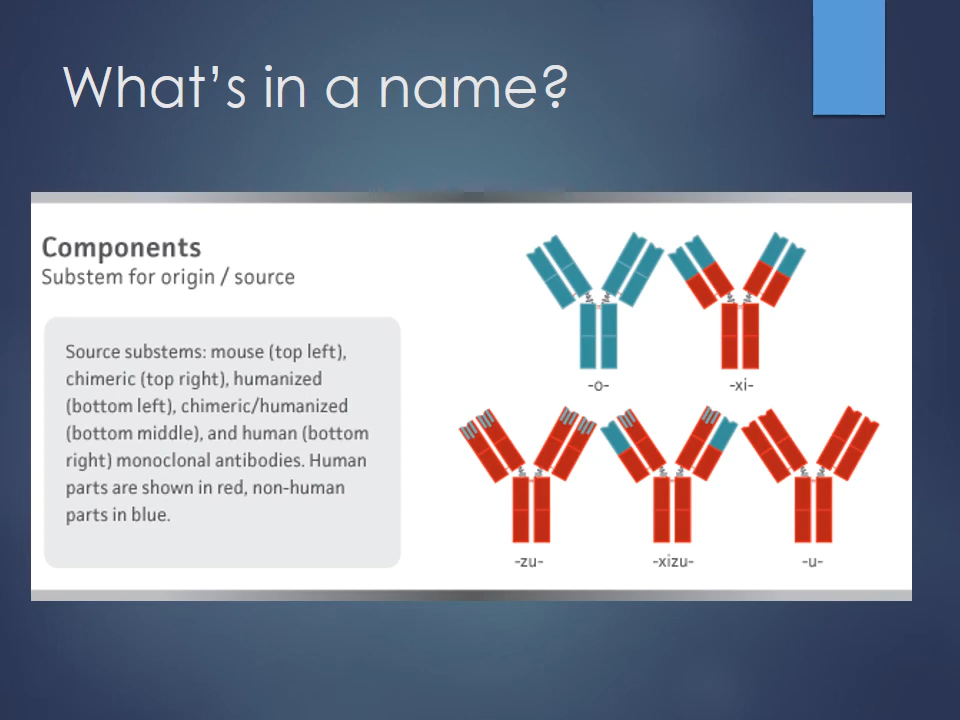 What's in a name?
Components
Substem for origin / source
Source substems: mouse (top left),
chimeric (top right), humanized
(bottom left), chimeric/humanized
(bottom middle), and human (bottom
right) monoclonal antibodies. Human
parts are shown in red, non-human
parts in blue.
-o-
-xi-
-zu-
-xizu-
-u-